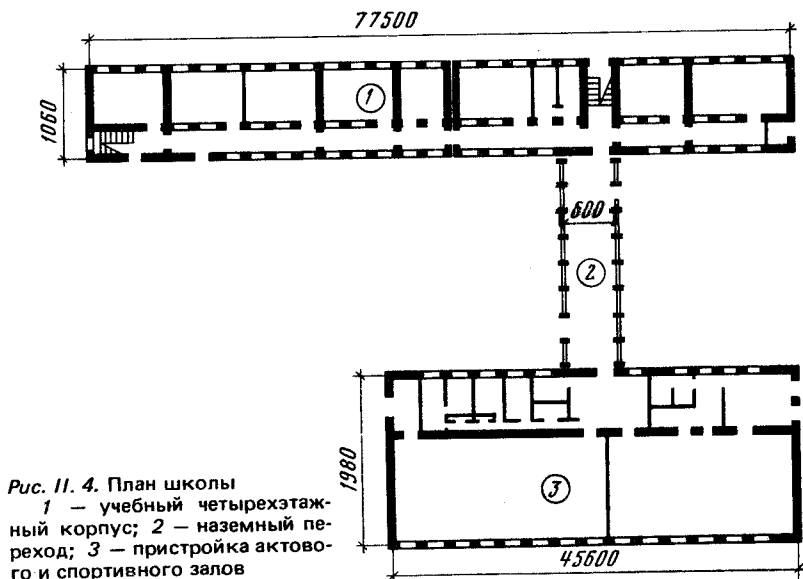 77500
1060
1
600
2
1980
3
45600
Рис. II. 4. План школы
1 — учебный четырехэтаж-
ный корпус; 2 — наземный пе-
реход; 3 — пристройка актово-
го и спортивного залов